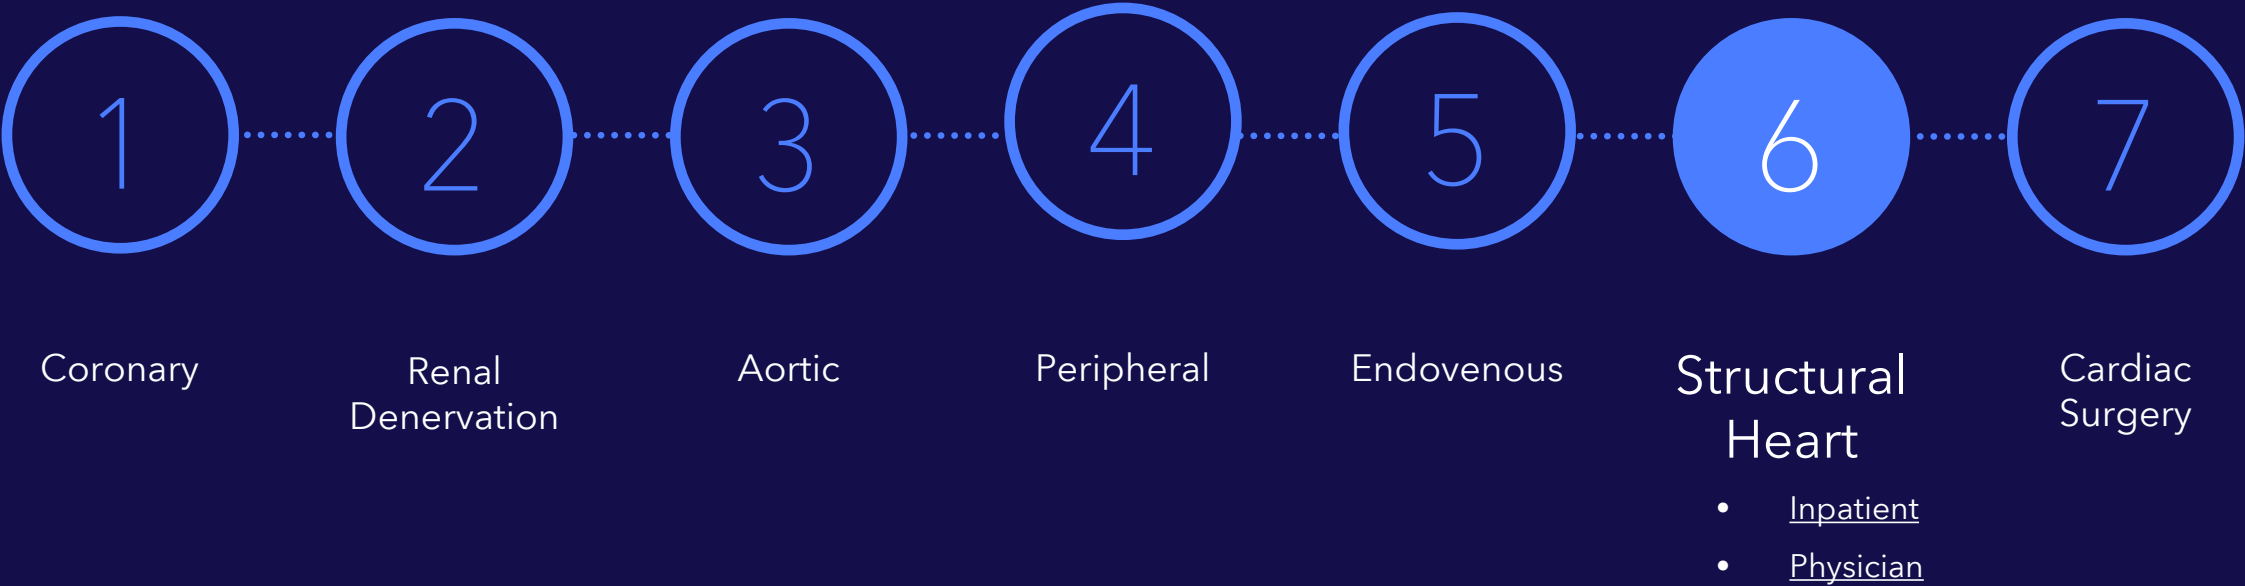 1
2
3
4
5
6
7
Coronary
Renal
Denervation
Aortic
Peripheral
Endovenous
Structural
Heart
• Inpatient
• Physician
Cardiac
Surgery